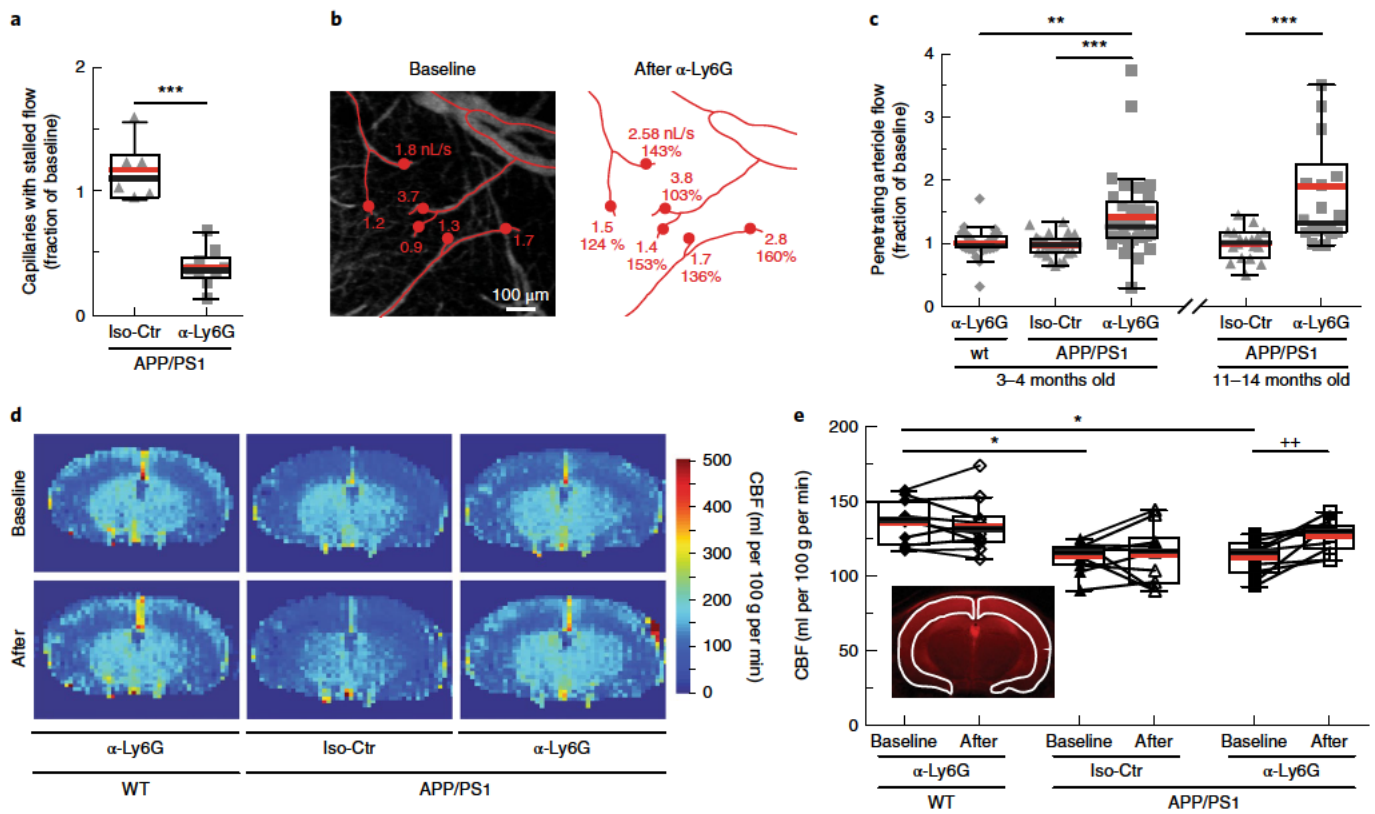 a
Capillaries with stalled flow
(fraction of baseline)
2
1
0
***
Iso-Ctr
α-Ly6G
APP/PS1
b
Baseline
After α-Ly6G
1.8 nL/s
3.7
1.2
1.3
0.9
1.7
100 μm
2.58 nL/s
143%
3.8
103%
1.5
124 %
1.4
153%
1.7
136%
2.8
160%
c
Penetrating arteriole flow
(fraction of baseline)
4
3
2
1
0
**
***
***
α-Ly6G
Iso-Ctr
α-Ly6G
Iso-Ctr
α-Ly6G
wt
APP/PS1
APP/PS1
3–4 months old
11–14 months old
d
Baseline
After
500
400
300
200
100
0
CBF (ml per 100 g per min)
α-Ly6G
Iso-Ctr
α-Ly6G
WT
APP/PS1
e
CBF (ml per 100 g per min)
200
150
100
50
0
*
*
++
Baseline
After
Baseline
After
Baseline
After
α-Ly6G
Iso-Ctr
α-Ly6G
WT
APP/PS1